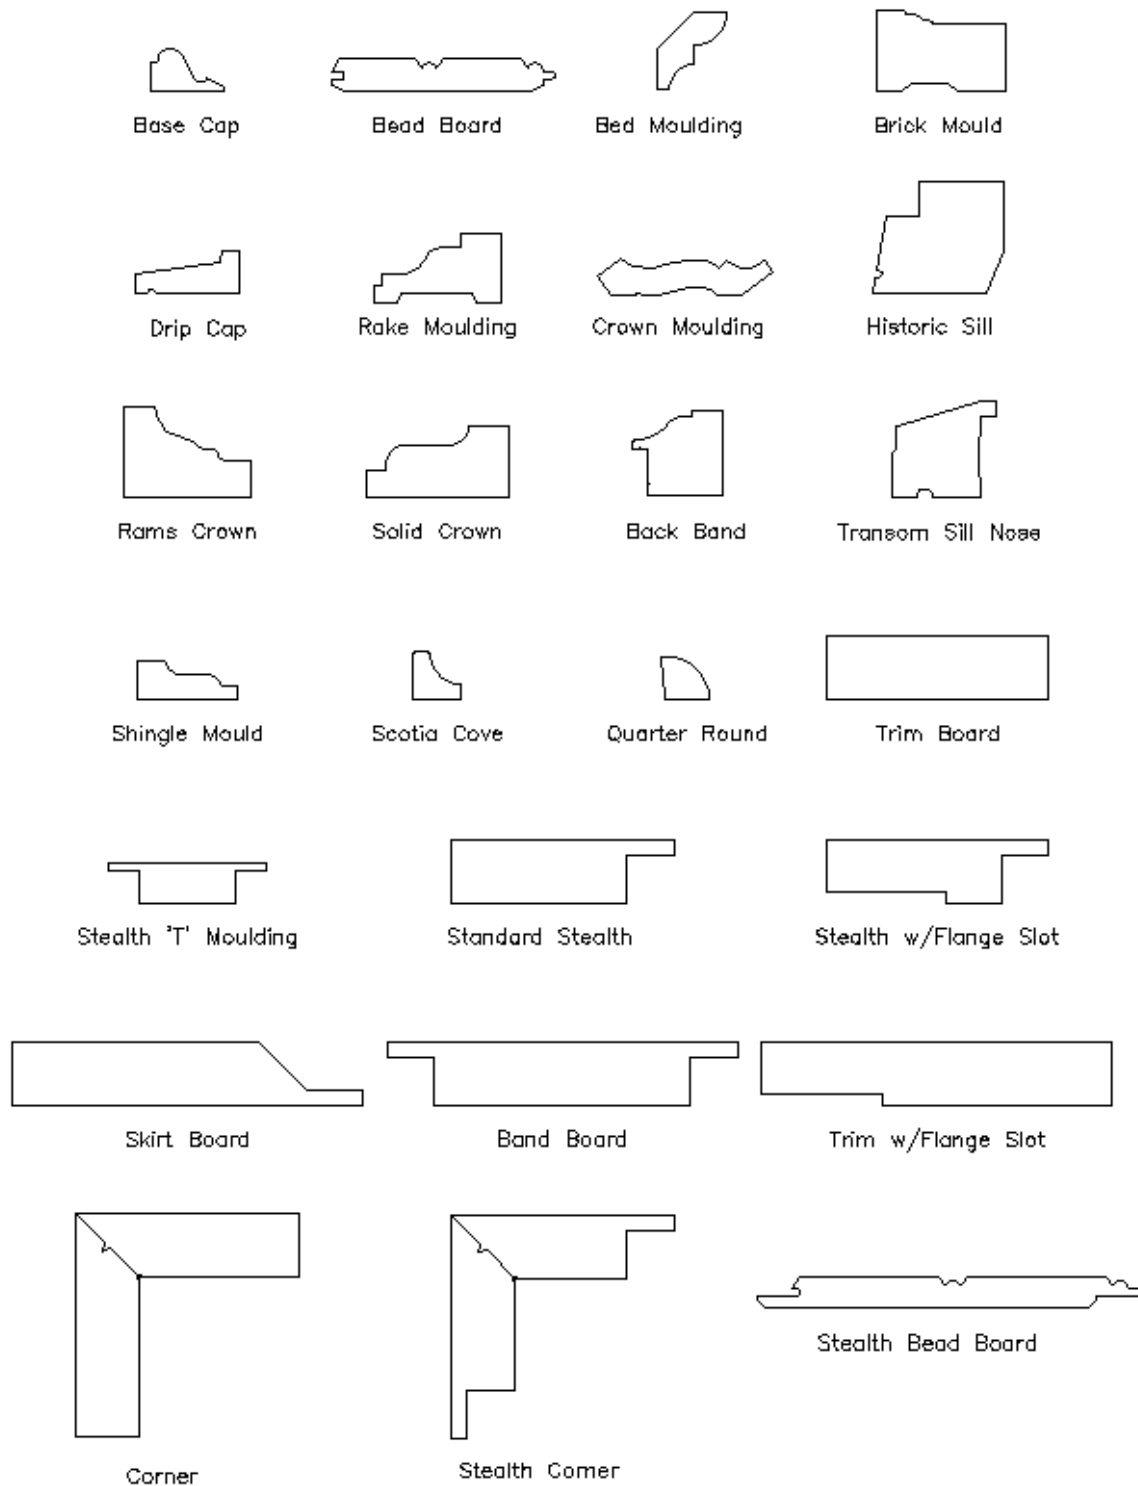 Base Cap
Bead Board
Bed Moulding
Brick Mould
Drip Cap
Rake Moulding
Crown Moulding
Historic Sill
Rams Crown
Solid Crown
Back Band
Transom Sill Nose
Shingle Mould
Scotia Cove
Quarter Round
Trim Board
Stealth 'T' Moulding
Standard Stealth
Stealth w/Flange Slot
Skirt Board
Band Board
Trim w/Flange Slot
Stealth Bead Board
Corner
Stealth Corner